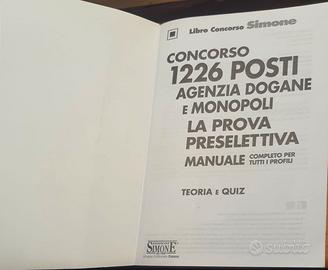 Libro Concorso Simone
CONCORSO
1226 POSTI
AGENZIA DOGANE
E MONOPOLI
LA PROVA
PRESELETTIVA
MANUALE COMPLETO PER
TUTTI I PROFILI
TEORIA E QUIZ
SIMONE